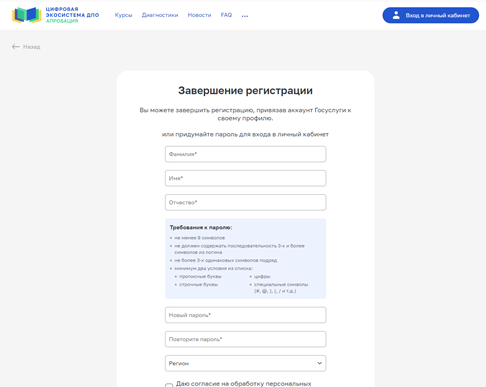 ЦИФРОВАЯ
ЭКОСИСТЕМА ДПО
АПРОБАЦИЯ
Курсы Диагностики Новости FAQ ...
Вход в личный кабинет
Назад
Завершение регистрации
Вы можете завершить регистрацию, привязав аккаунт Госуслуги к
своему профилю.
или придумайте пароль для входа в личный кабинет
Фамилия*
Имя*
Отчество*
Требования к паролю:
не менее 8 символов
не должен содержать последовательность 3-х и более
символов из логина
не более 3-х одинаковых символов подряд
минимум два условия из списка:
прописные буквы
цифры
строчные буквы
специальные символы
(#, @, ), (, / и т.д.)
Новый пароль*
Повторите пароль*
Регион
Даю согласие на обработку персональных